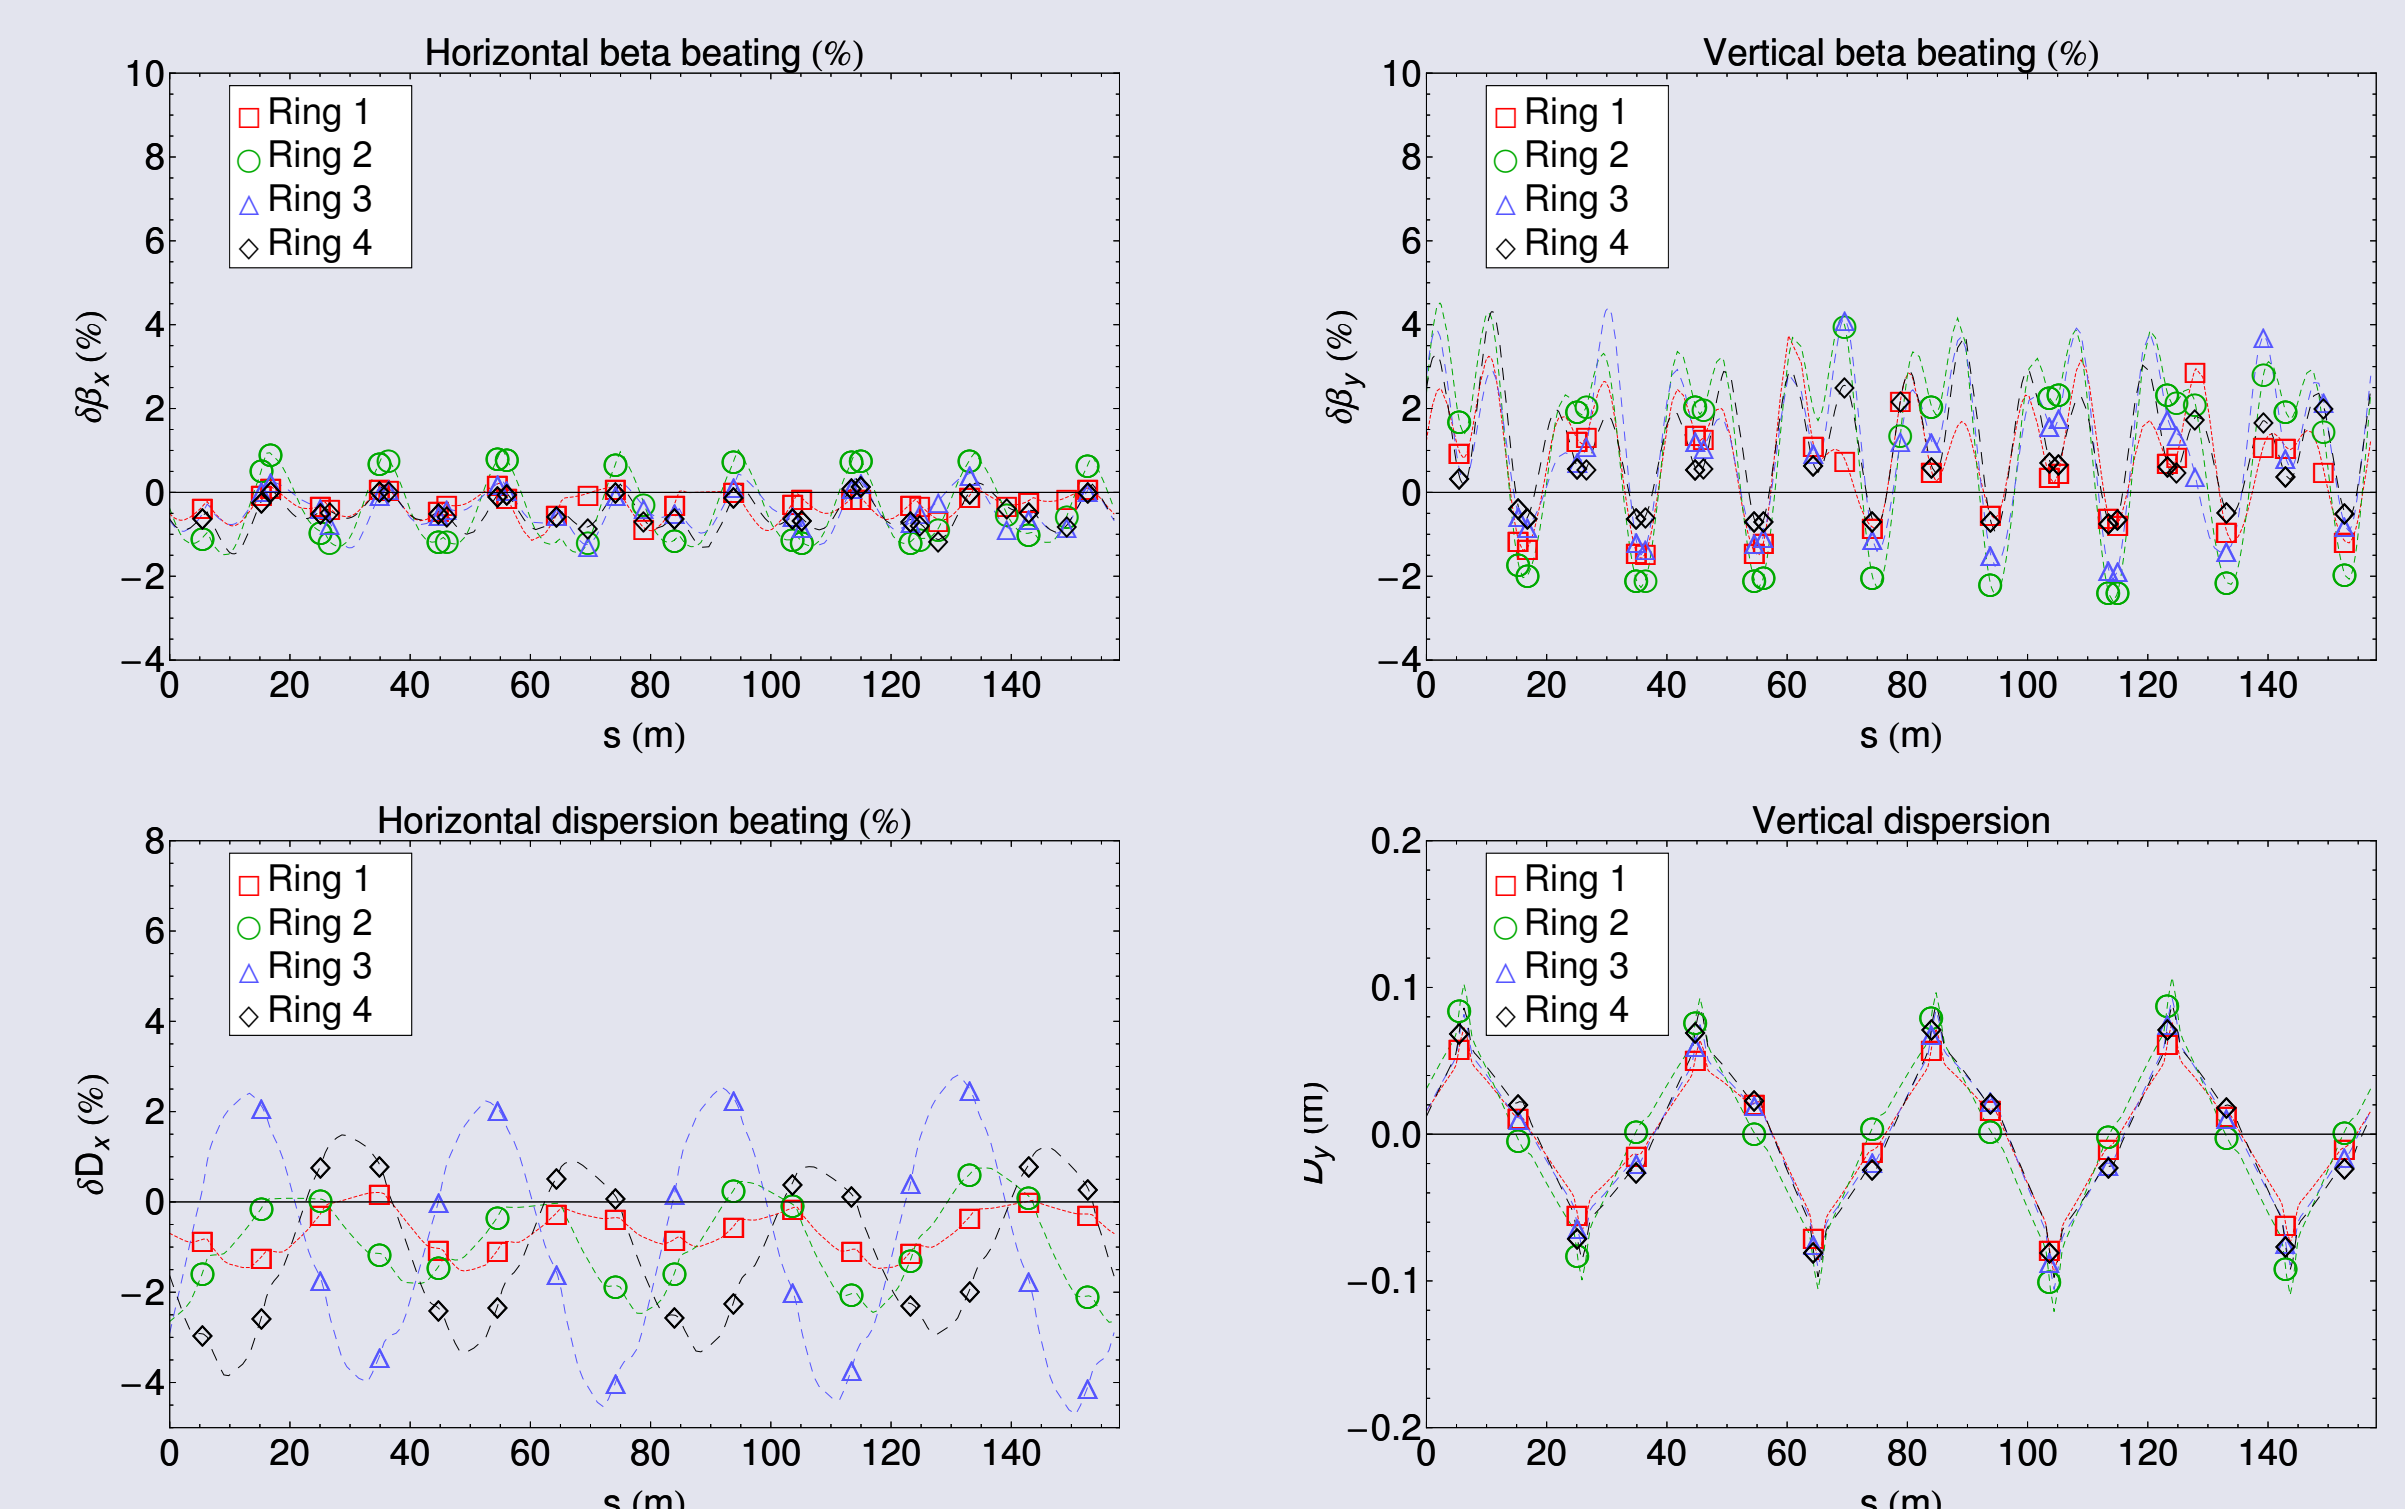 Horizontal beta beating (%)
10
8
6
4
2
0
−2
−4
δβx (%)
Ring 1
Ring 2
Ring 3
Ring 4
0 20 40 60 80 100 120 140
s (m)
Vertical beta beating (%)
10
8
6
4
2
0
−2
−4
δβy (%)
Ring 1
Ring 2
Ring 3
Ring 4
0 20 40 60 80 100 120 140
s (m)
Horizontal dispersion beating (%)
8
6
4
2
0
−2
−4
δDx (%)
Ring 1
Ring 2
Ring 3
Ring 4
0 20 40 60 80 100 120 140
s (m)
Vertical dispersion
0.2
0.1
0.0
−0.1
−0.2
Dy (m)
Ring 1
Ring 2
Ring 3
Ring 4
0 20 40 60 80 100 120 140
s (m)